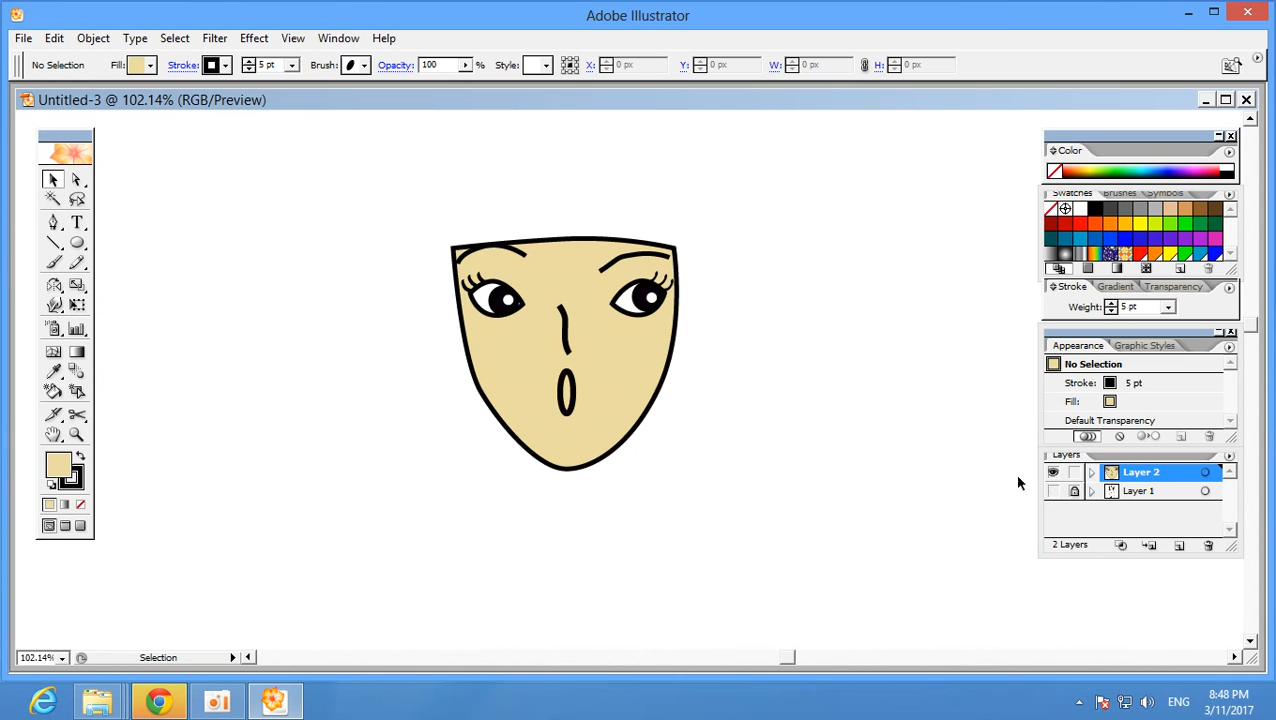 Adobe Illustrator
File Edit Object Type Select Filter Effect View Window Help
No Selection Fill: Stroke: 5 pt Brush: Opacity: 100 % Style: X: 0 px Y: 0 px W: 0 px H: 0 px
Untitled-3 @ 102.14% (RGB/Preview)
Color
Swatches Brushes Symbols
Stroke Gradient Transparency
Weight: 5 pt
Appearance Graphic Styles
No Selection
Stroke: 5 pt
Fill:
Default Transparency
Layers
Layer 2
Layer 1
2 Layers
102.14% Selection
ENG
8:48 PM
3/11/2017